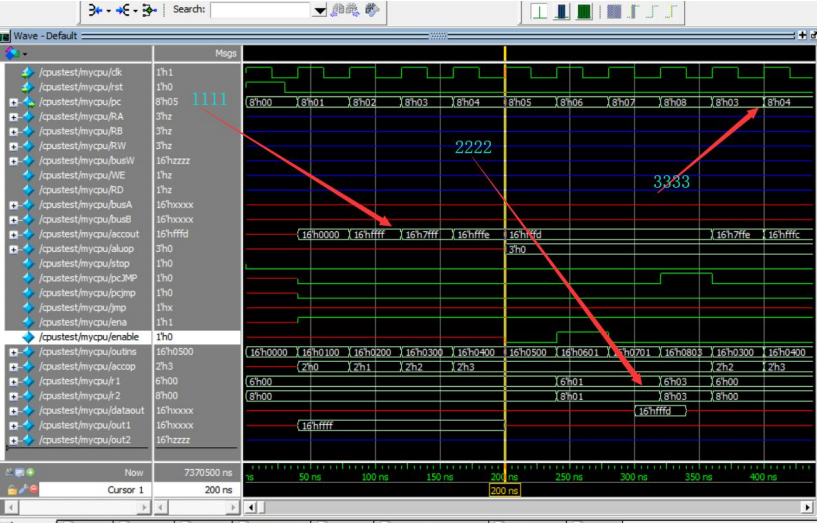 Search:
Wave - Default
Msgs
/cpustest/mycpu/clk 1'h1
/cpustest/mycpu/rst 1'h0
/cpustest/mycpu/pc 8'h05 8'h00 8'h01 8'h02 8'h03 8'h04 8'h05 8'h06 8'h07 8'h08 8'h03 8'h04
1111
/cpustest/mycpu/RA 3'hz
/cpustest/mycpu/RB 3'hz
/cpustest/mycpu/RW 3'hz
2222
/cpustest/mycpu/busW 16'hzzzz
/cpustest/mycpu/WE 1'hz
3333
/cpustest/mycpu/RD 1'hz
/cpustest/mycpu/busA 16'hxxxx
/cpustest/mycpu/busB 16'hxxxx
/cpustest/mycpu/accout 16'hfffd 16'h0000 16'hffff 16'h7fff 16'hfffe 16'hfffd 16'h7ffe 16'hfffc
/cpustest/mycpu/aluop 3'h0 3'h0
/cpustest/mycpu/stop 1'h0
/cpustest/mycpu/pcJMP 1'h0
/cpustest/mycpu/pcjmp 1'h0
/cpustest/mycpu/jmp 1'hx
/cpustest/mycpu/ena 1'h1
/cpustest/mycpu/enable 1'h0
/cpustest/mycpu/outins 16'h0500 16'h0000 16'h0100 16'h0200 16'h0300 16'h0400 16'h0500 16'h0601 16'h0701 16'h0803 16'h0300 16'h0400
/cpustest/mycpu/accop 2'h3 2'h0 2'h1 2'h2 2'h3 2'h2 2'h3
/cpustest/mycpu/r1 6'h00 6'h00 6'h01 6'h03 6'h00
/cpustest/mycpu/r2 8'h00 8'h00 8'h01 8'h03 8'h00
/cpustest/mycpu/dataout 16'hxxxx 16'hfffd
/cpustest/mycpu/out1 16'hxxxx 16'hffff
/cpustest/mycpu/out2 16'hzzzz
Now 7370500 ns ns 50 ns 100 ns 150 ns 200 ns 250 ns 300 ns 350 ns 400 ns
Cursor 1 200 ns 200 ns